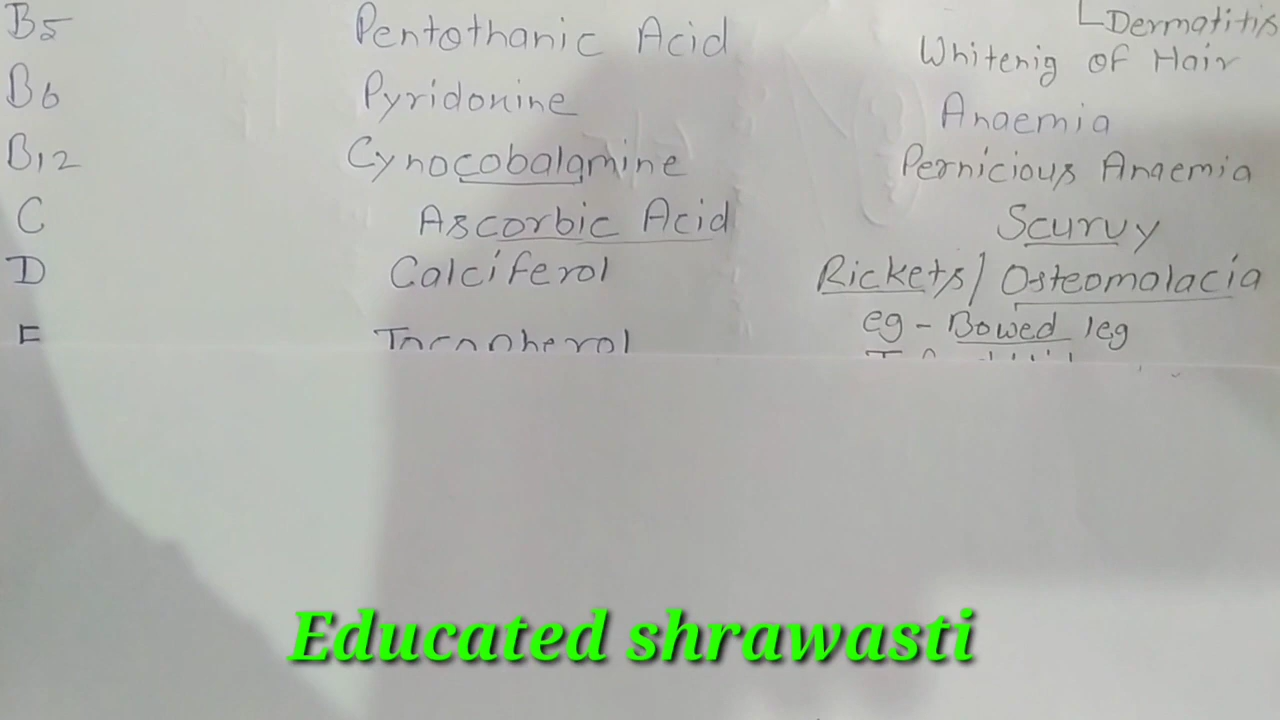 └Dermatitis
B5 Pentothanic Acid Whitenig of Hair
B6 Pyridonine Anaemia
B12 Cynocobalamine Pernicious Anaemia
C Ascorbic Acid Scurvy
D Calciferol Rickets/ Osteomalacia
eg - Bowed leg
E Tocopherol
Educated shrawasti